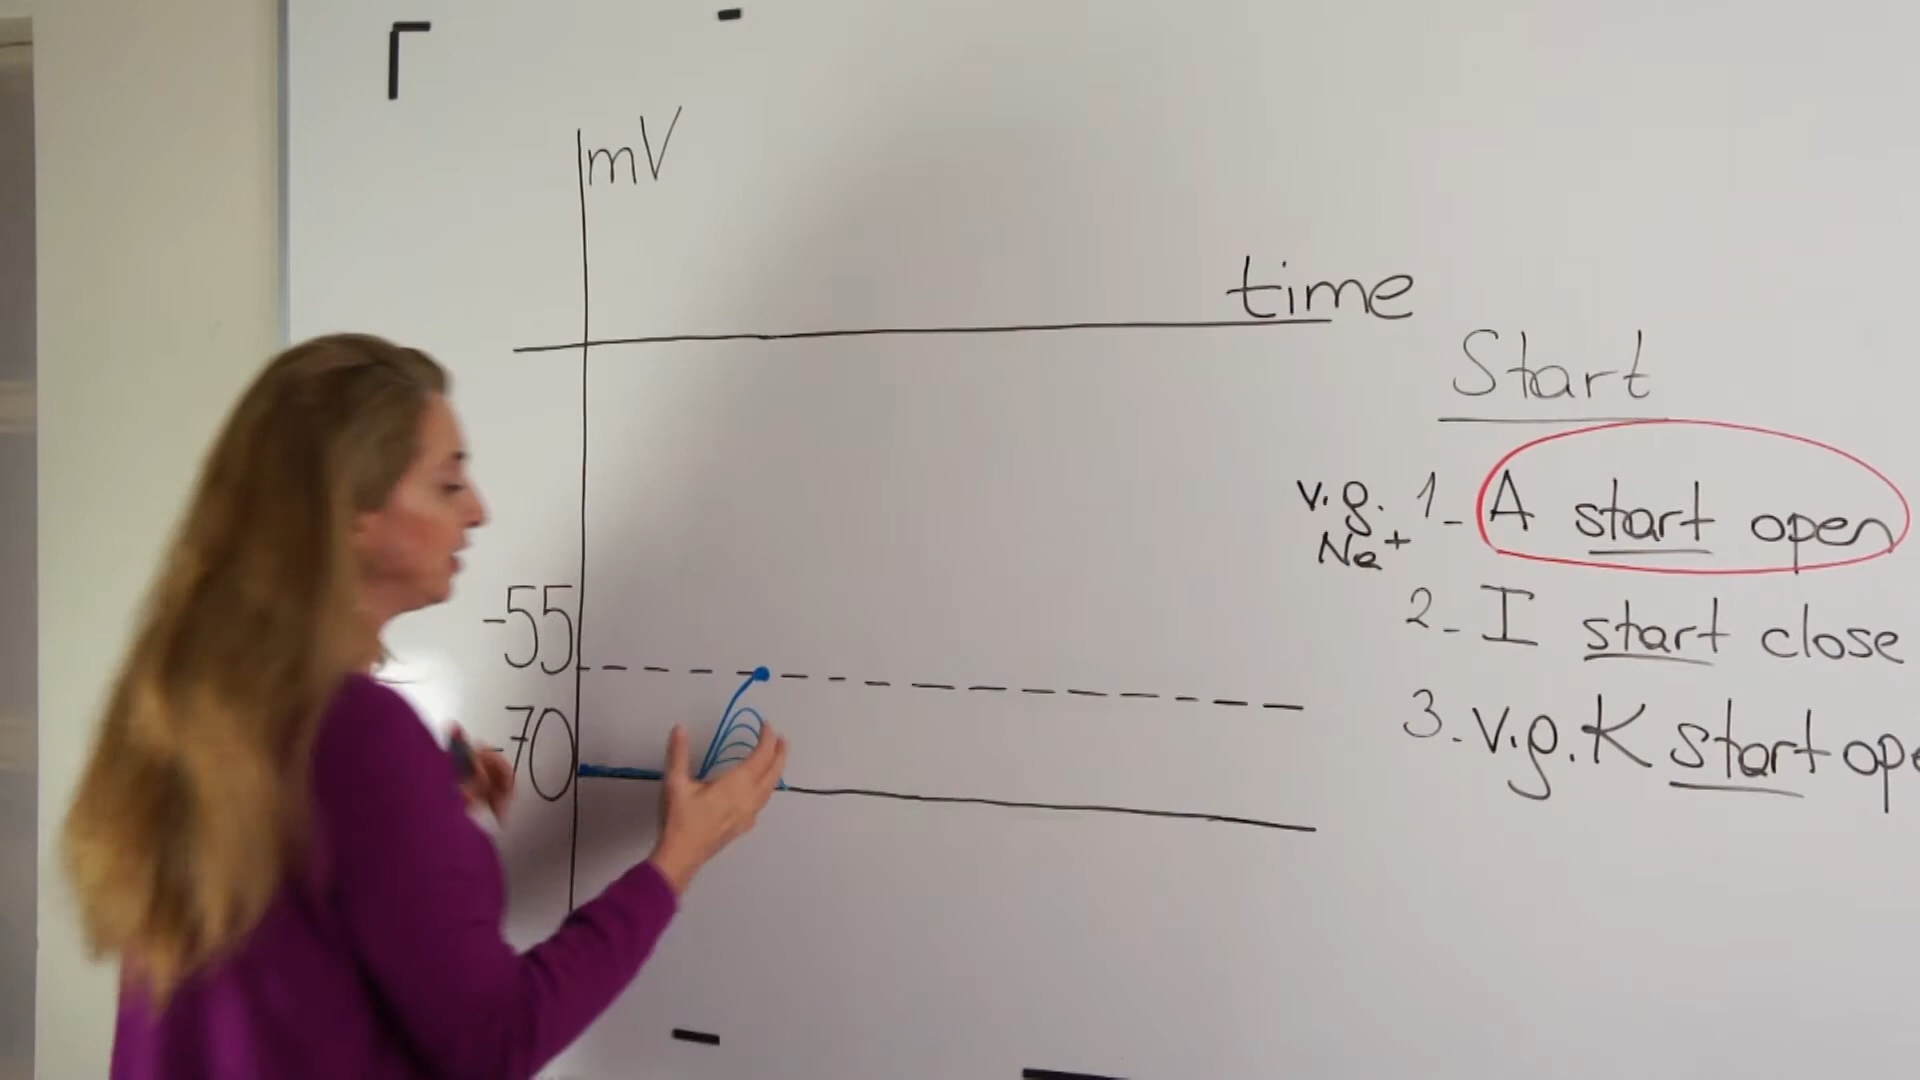 mV
time
Start
v.g. 1- A start open
Na+
2- I start close
-55
-70
3. v.g. K start ope